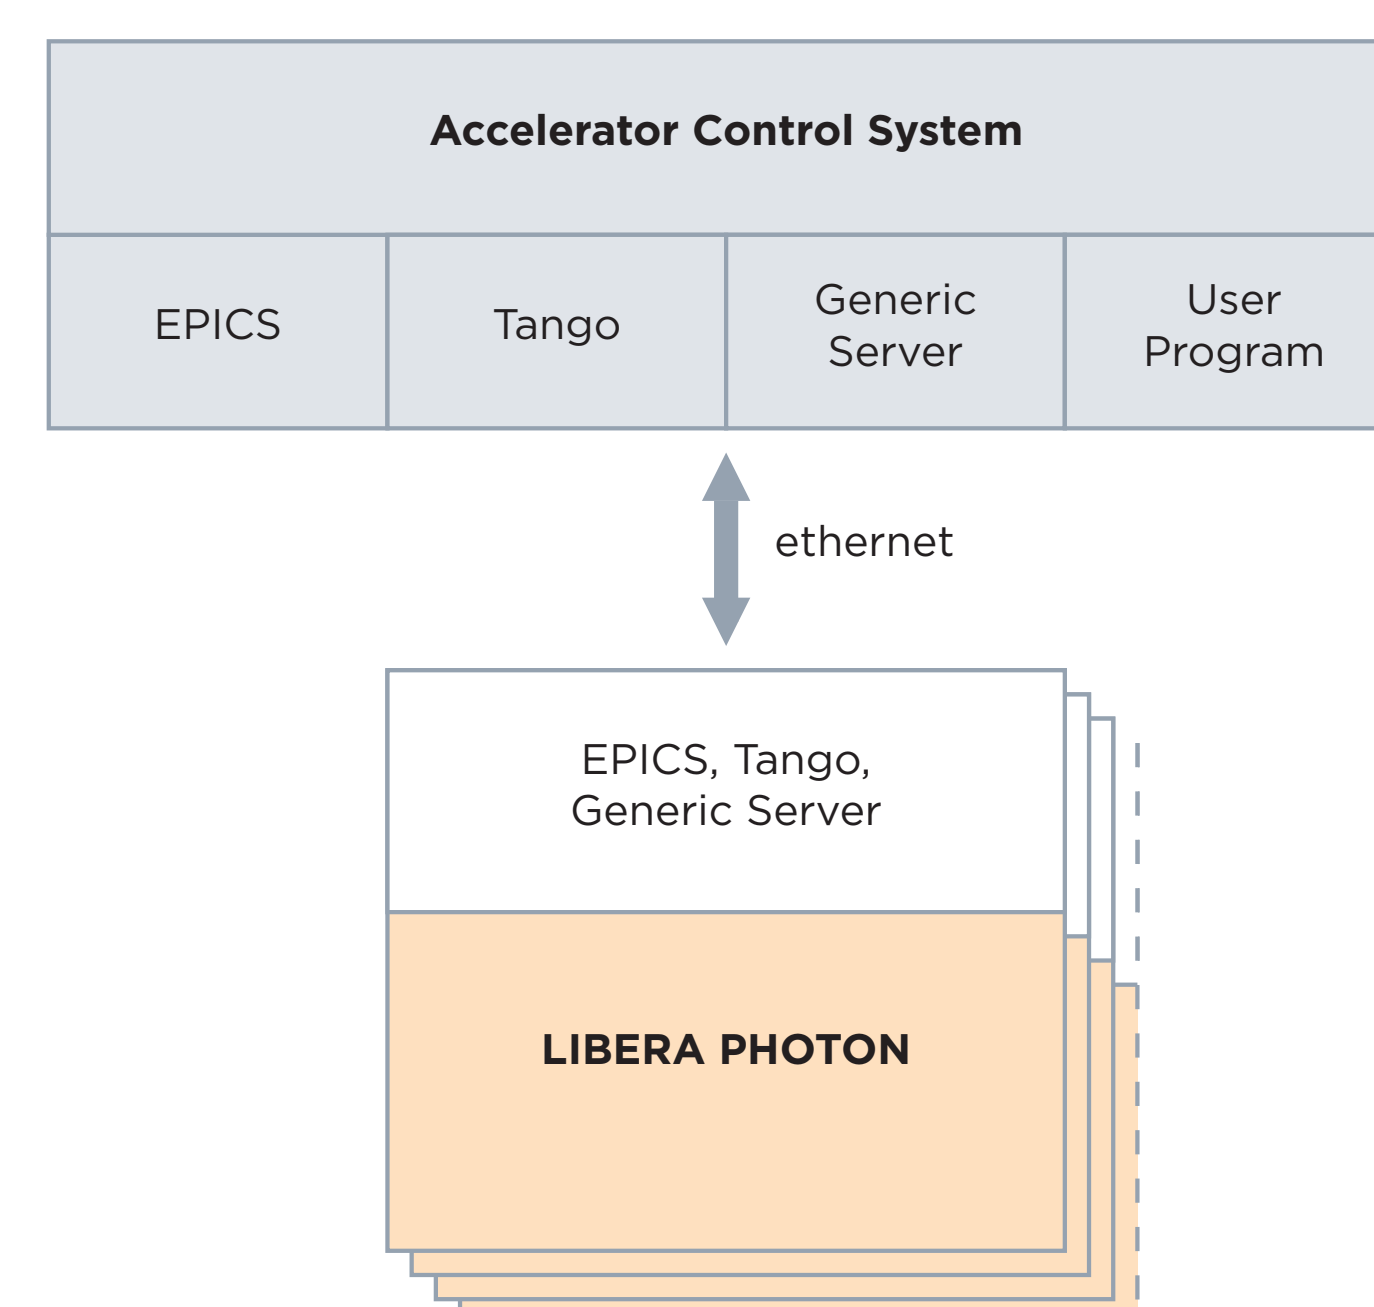 Accelerator Control System
EPICS
Tango
Generic
Server
User
Program
ethernet
EPICS, Tango,
Generic Server
LIBERA PHOTON